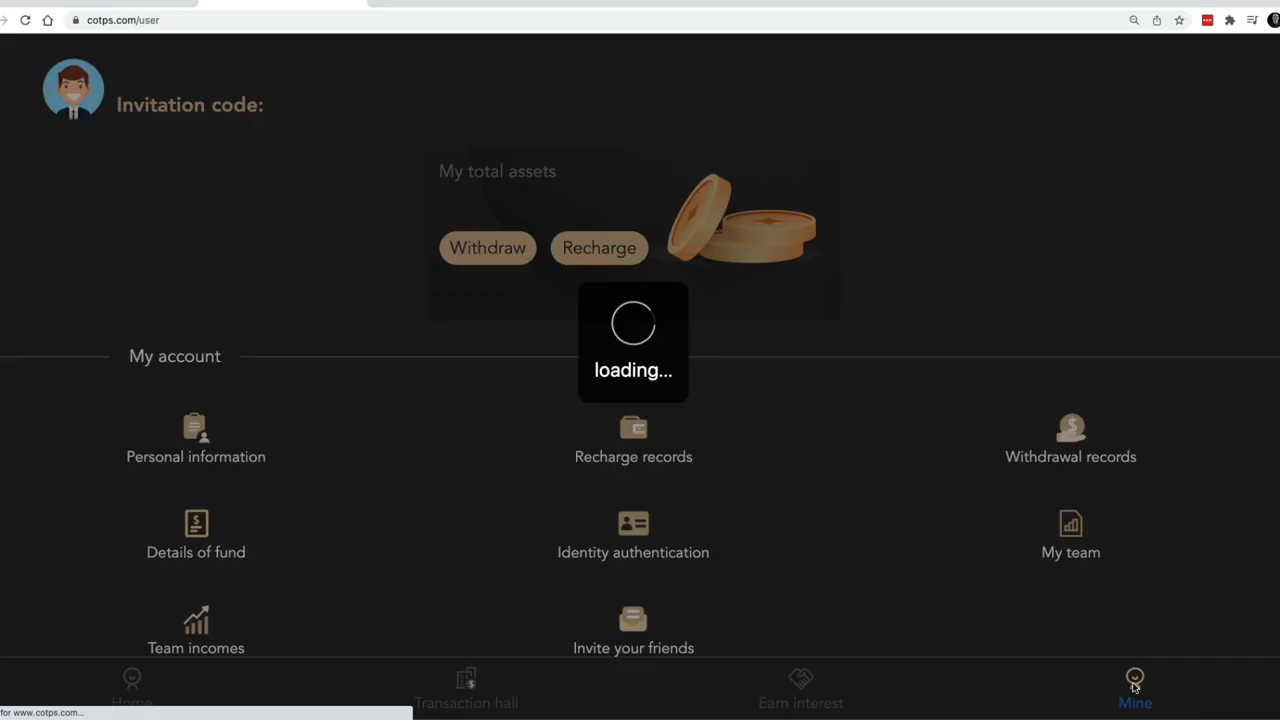 cotps.com/user
Invitation code:
My total assets
Withdraw
Recharge
loading...
My account
Personal information
Recharge records
Withdrawal records
Details of fund
Identity authentication
My team
Team incomes
Invite your friends
Home
Transaction hall
Earn interest
Mine
for www.cotps.com...